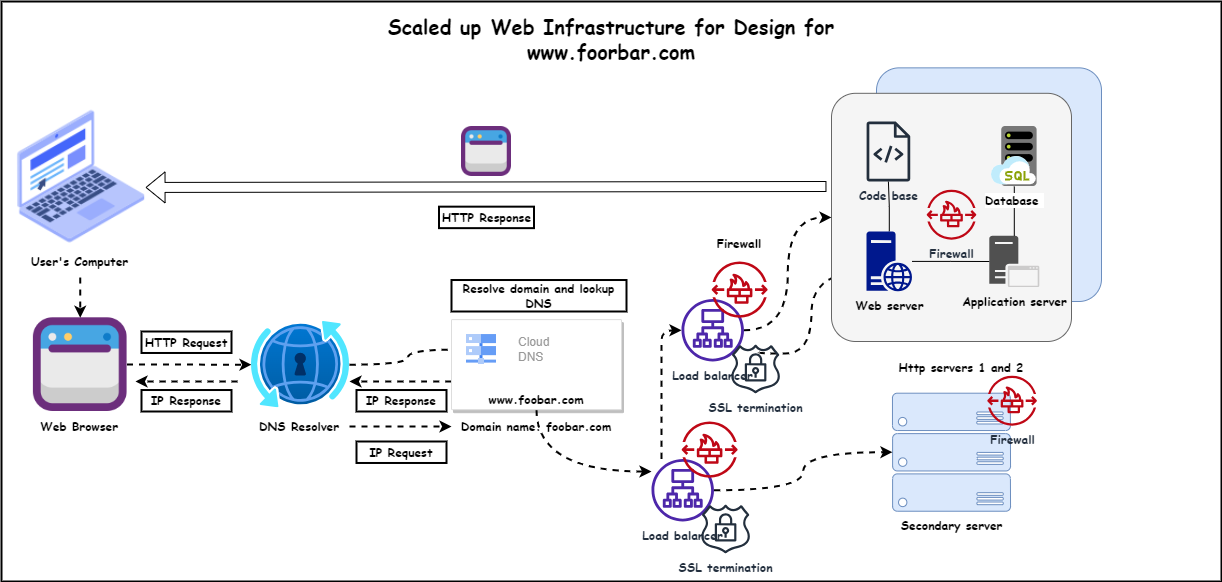 Scaled up Web Infrastructure for Design for
www.foorbar.com
Code base
SQL
Database
HTTP Response
Firewall
Firewall
User's Computer
Web server
Application server
Resolve domain and lookup
DNS
HTTP Request
Cloud
DNS
Load balancer
Http servers 1 and 2
IP Response
IP Response
www.foobar.com
SSL termination
Web Browser
DNS Resolver
Domain name: foobar.com
Firewall
IP Request
Secondary server
Load balancer
SSL termination